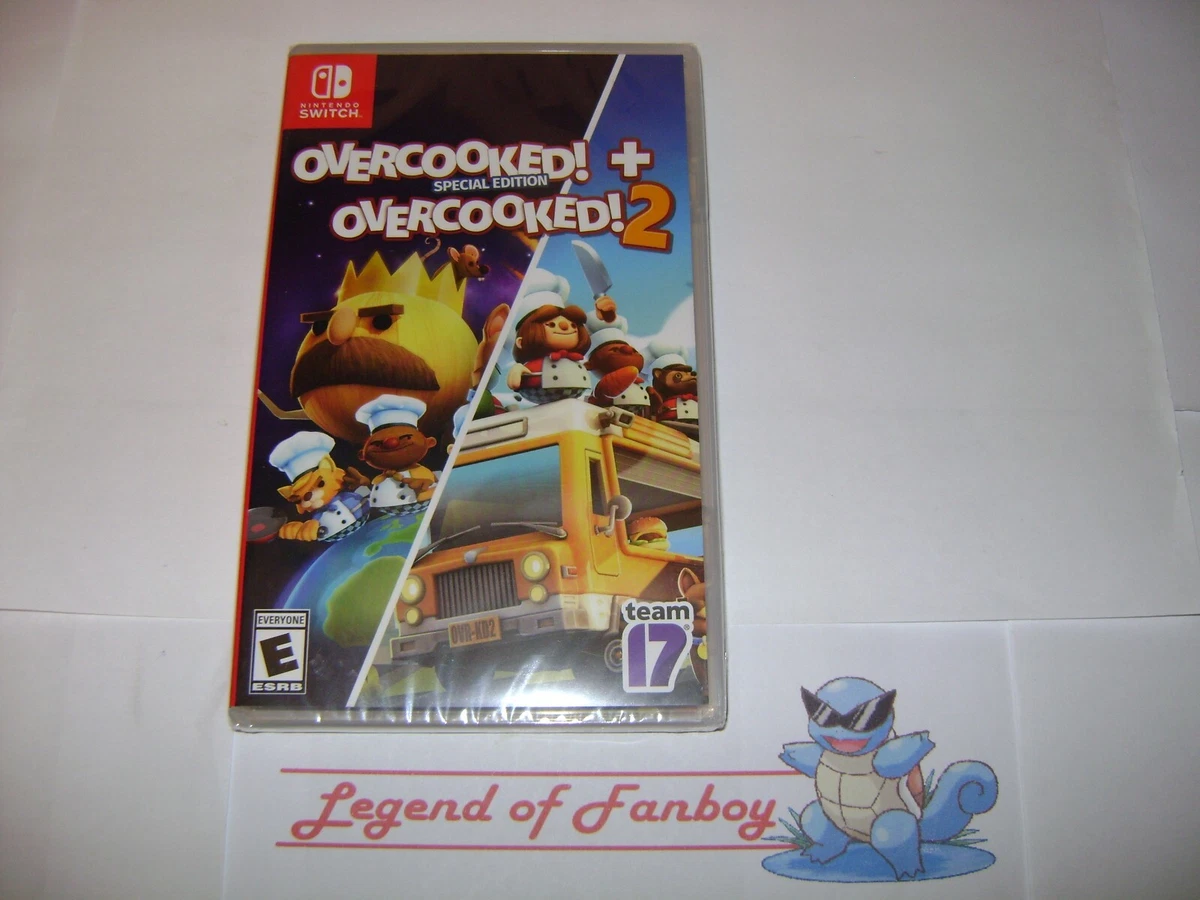 NINTENDO
SWITCH
OVERCOOKED! +
SPECIAL EDITION
OVERCOOKED! 2
OVR-KD2
EVERYONE
E
ESRB
team
17
Legend of Fanboy